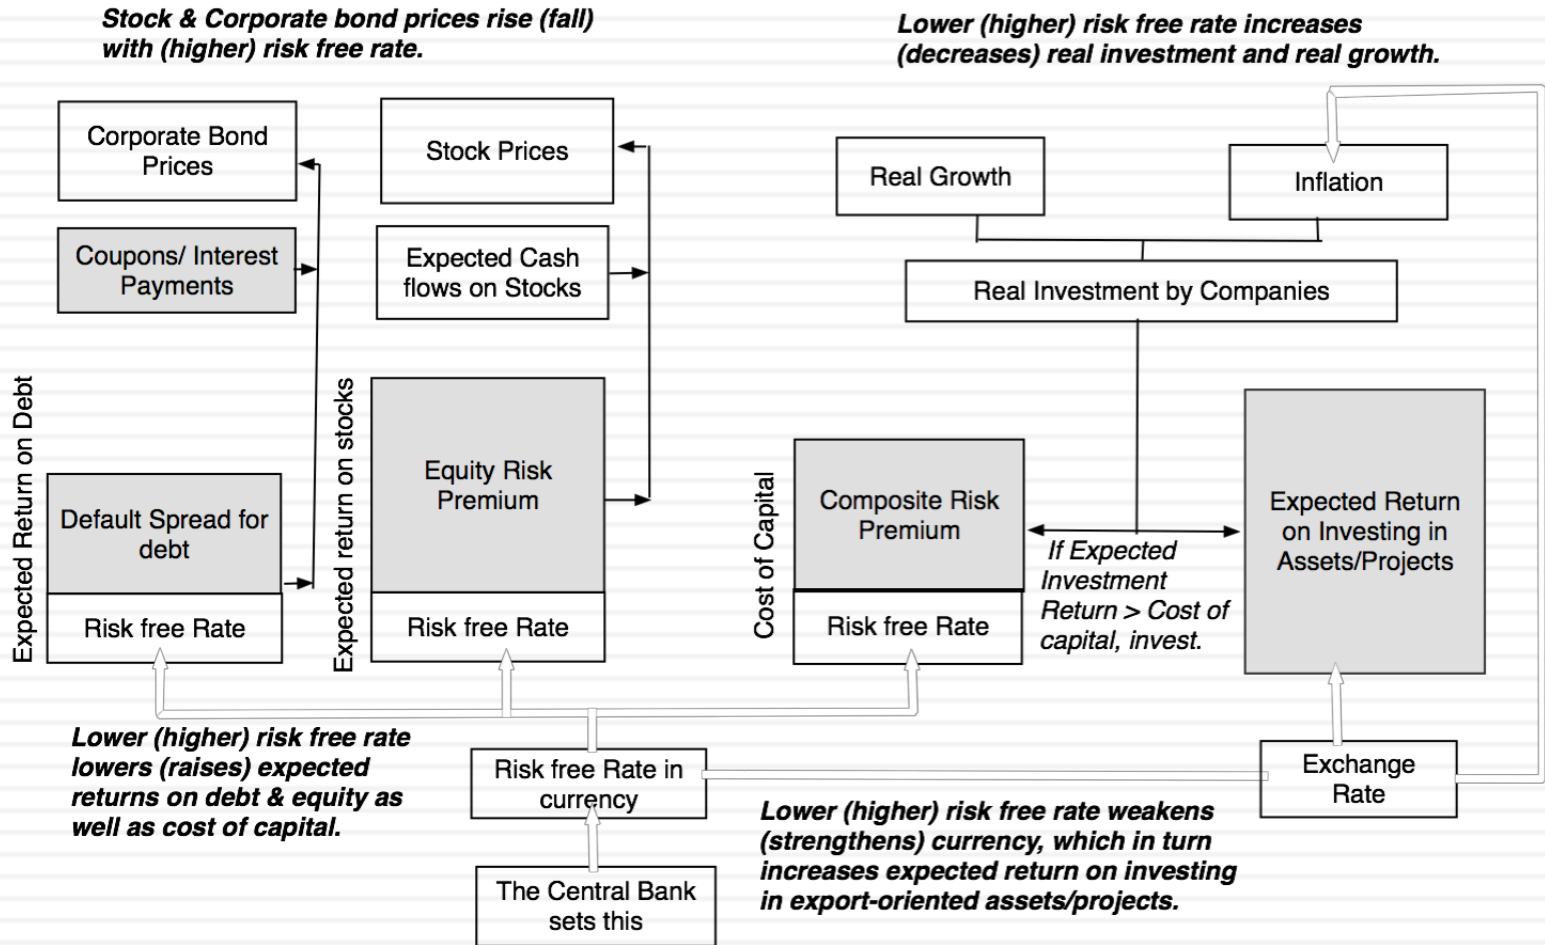 Stock & Corporate bond prices rise (fall)
with (higher) risk free rate.
Lower (higher) risk free rate increases
(decreases) real investment and real growth.
Corporate Bond
Prices
Stock Prices
Real Growth
Inflation
Coupons/ Interest
Payments
Expected Cash
flows on Stocks
Real Investment by Companies
Expected Return on Debt
Default Spread for
debt
Risk free Rate
Expected return on stocks
Equity Risk
Premium
Risk free Rate
Cost of Capital
Composite Risk
Premium
Risk free Rate
If Expected
Investment
Return > Cost of
capital, invest.
Expected Return
on Investing in
Assets/Projects
Lower (higher) risk free rate
lowers (raises) expected
returns on debt & equity as
well as cost of capital.
Risk free Rate in
currency
Exchange
Rate
Lower (higher) risk free rate weakens
(strengthens) currency, which in turn
increases expected return on investing
in export-oriented assets/projects.
The Central Bank
sets this